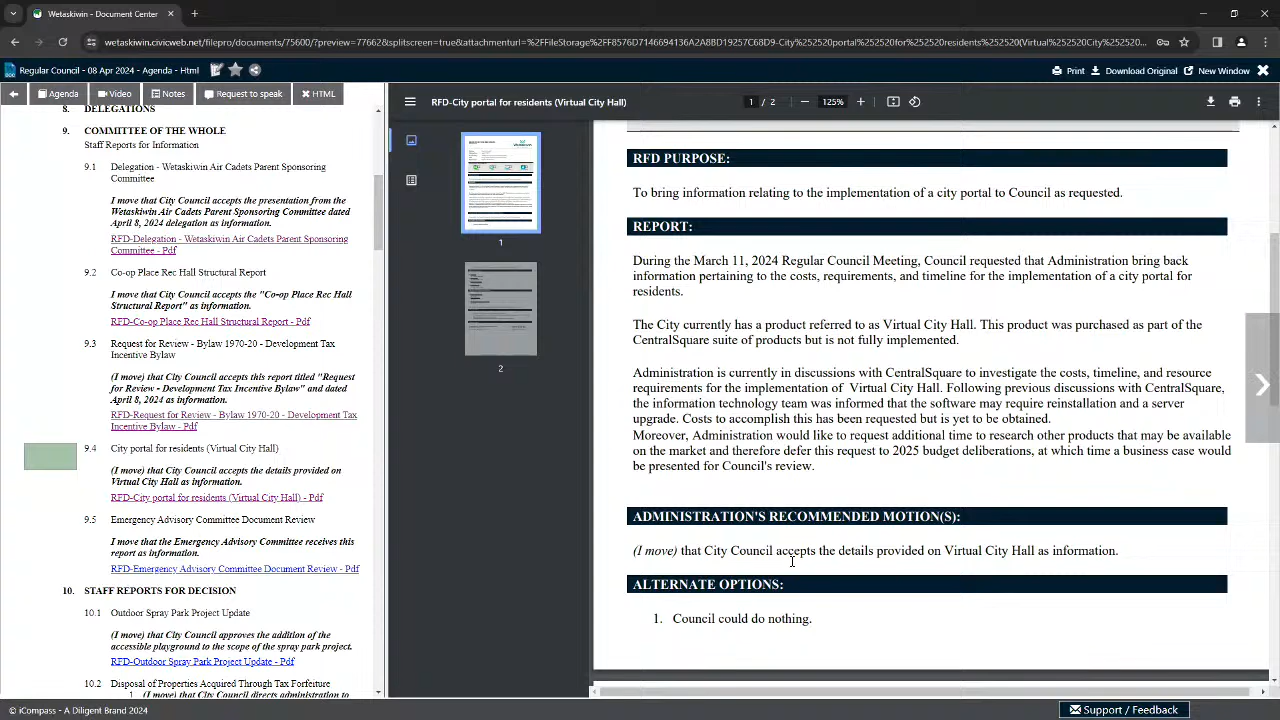 Wetaskiwin - Document Center
wetaskiwin.civicweb.net/filepro/documents/75600/?preview=77662&splitscreen=true&attachmenturl=%2FFileStorage%2FF8576D7146694136A2A8BD19257C68D9-City%252520portal%252520for%252520residents%252520(Virtual%252520City%2525...
Regular Council - 08 Apr 2024 - Agenda - Html
Print
Download Original
New Window
Agenda
Video
Notes
Request to speak
HTML
8. DELEGATIONS
9. COMMITTEE OF THE WHOLE
Staff Reports for Information
9.1 Delegation - Wetaskiwin Air Cadets Parent Sponsoring
Committee
I move that City Council accepts presentation from the
Wetaskiwin Air Cadets Parent Sponsoring Committee dated
April 8, 2024 delegation as information.
RFD-Delegation - Wetaskiwin Air Cadets Parent Sponsoring
Committee - Pdf
9.2 Co-op Place Rec Hall Structural Report
I move that City Council accepts the "Co-op Place Rec Hall
Structural Report" as information.
RFD-Co-op Place Rec Hall Structural Report - Pdf
9.3 Request for Review - Bylaw 1970-20 - Development Tax
Incentive Bylaw
(I move) that City Council accepts this report titled "Request
for Review - Development Tax Incentive Bylaw" and dated
April 8, 2024 as information.
RFD-Request for Review - Bylaw 1970-20 - Development Tax
Incentive Bylaw - Pdf
9.4 City portal for residents (Virtual City Hall)
(I move) that City Council accepts the details provided on
Virtual City Hall as information.
RFD-City portal for residents (Virtual City Hall) - Pdf
9.5 Emergency Advisory Committee Document Review
I move that the Emergency Advisory Committee receives this
report as information.
RFD-Emergency Advisory Committee Document Review - Pdf
10. STAFF REPORTS FOR DECISION
10.1 Outdoor Spray Park Project Update
(I move) that City Council approves the addition of the
accessible playground to the scope of the spray park project.
RFD-Outdoor Spray Park Project Update - Pdf
10.2 Disposal of Properties Acquired Through Tax Forfeiture
1. (I move) that City Council directs administration to
RFD-City portal for residents (Virtual City Hall)
1 / 2
125%
1
2
RFD PURPOSE:
To bring information relating to the implementation of a city portal to Council as requested.
REPORT:
During the March 11, 2024 Regular Council Meeting, Council requested that Administration bring back
information pertaining to the costs, requirements, and timeline for the implementation of a city portal for
residents.
The City currently has a product referred to as Virtual City Hall. This product was purchased as part of the
CentralSquare suite of products but is not fully implemented.
Administration is currently in discussions with CentralSquare to investigate the costs, timeline, and resource
requirements for the implementation of Virtual City Hall. Following previous discussions with CentralSquare,
the information technology team was informed that the software may require reinstallation and a server
upgrade. Costs to accomplish this has been requested but is yet to be obtained.
Moreover, Administration would like to request additional time to research other products that may be available
on the market and therefore defer this request to 2025 budget deliberations, at which time a business case would
be presented for Council's review.
ADMINISTRATION'S RECOMMENDED MOTION(S):
(I move) that City Council accepts the details provided on Virtual City Hall as information.
ALTERNATE OPTIONS:
1. Council could do nothing.
© iCompass - A Diligent Brand 2024
Support / Feedback